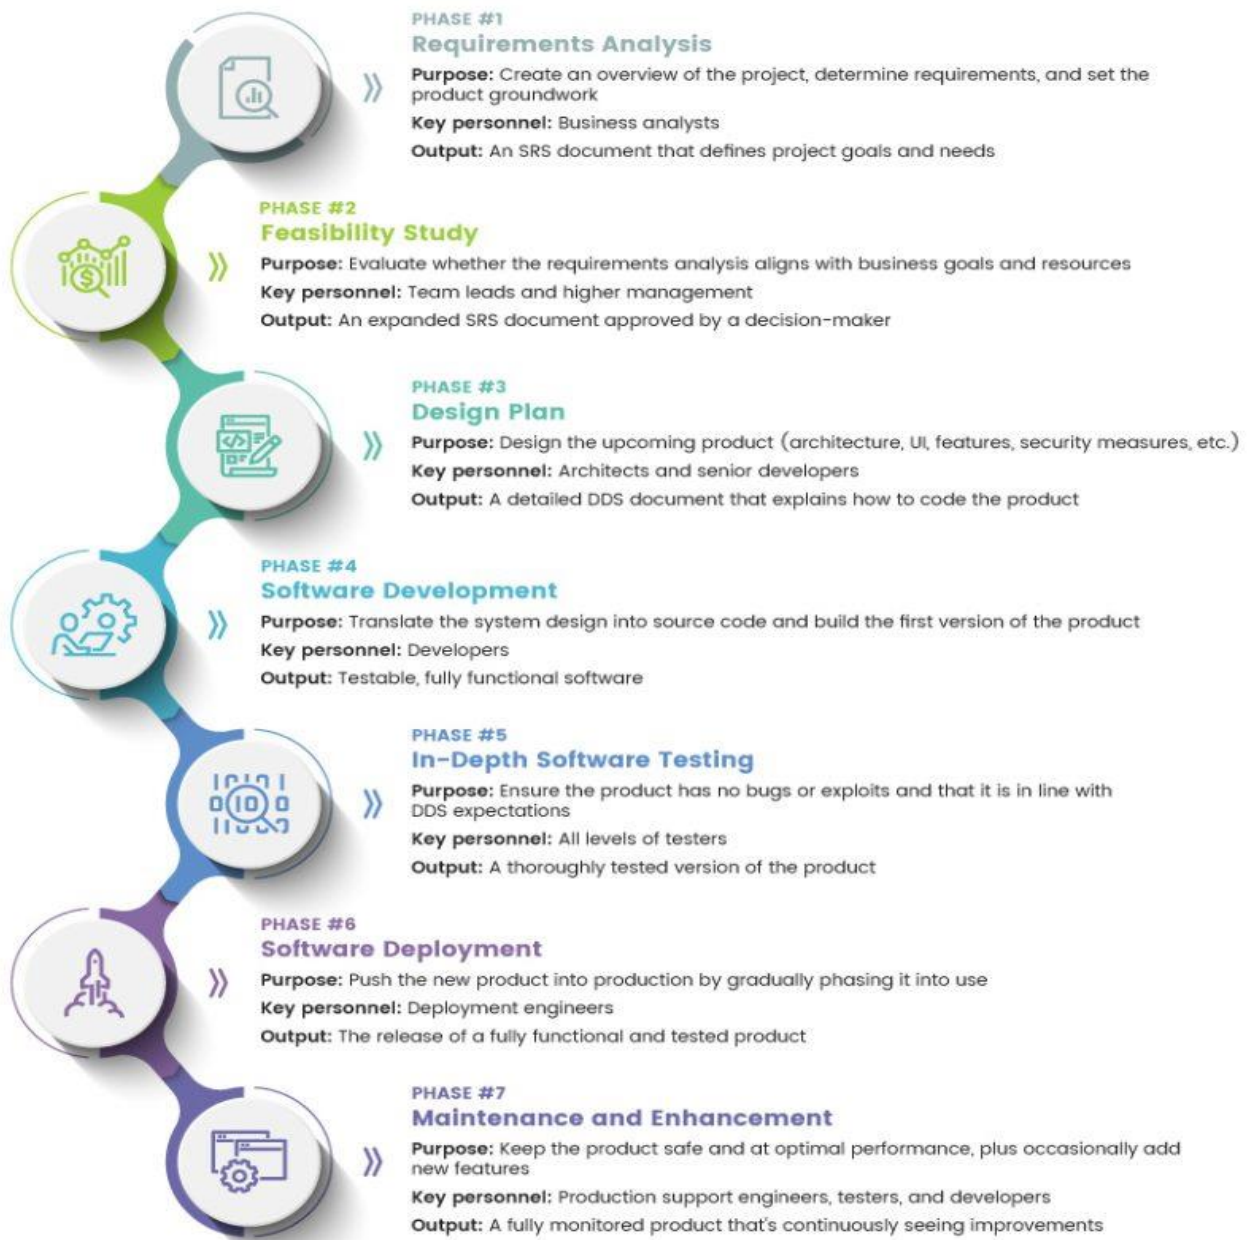 PHASE #1
Requirements Analysis
Purpose: Create an overview of the project, determine requirements, and set the
product groundwork
Key personnel: Business analysts
Output: An SRS document that defines project goals and needs
PHASE #2
Feasibility Study
Purpose: Evaluate whether the requirements analysis aligns with business goals and resources
Key personnel: Team leads and higher management
Output: An expanded SRS document approved by a decision-maker
PHASE #3
Design Plan
Purpose: Design the upcoming product (architecture, UI, features, security measures, etc.)
Key personnel: Architects and senior developers
Output: A detailed DDS document that explains how to code the product
PHASE #4
Software Development
Purpose: Translate the system design into source code and build the first version of the product
Key personnel: Developers
Output: Testable, fully functional software
PHASE #5
In-Depth Software Testing
Purpose: Ensure the product has no bugs or exploits and that it is in line with
DDS expectations
Key personnel: All levels of testers
Output: A thoroughly tested version of the product
PHASE #6
Software Deployment
Purpose: Push the new product into production by gradually phasing it into use
Key personnel: Deployment engineers
Output: The release of a fully functional and tested product
PHASE #7
Maintenance and Enhancement
Purpose: Keep the product safe and at optimal performance, plus occasionally add
new features
Key personnel: Production support engineers, testers, and developers
Output: A fully monitored product that's continuously seeing improvements